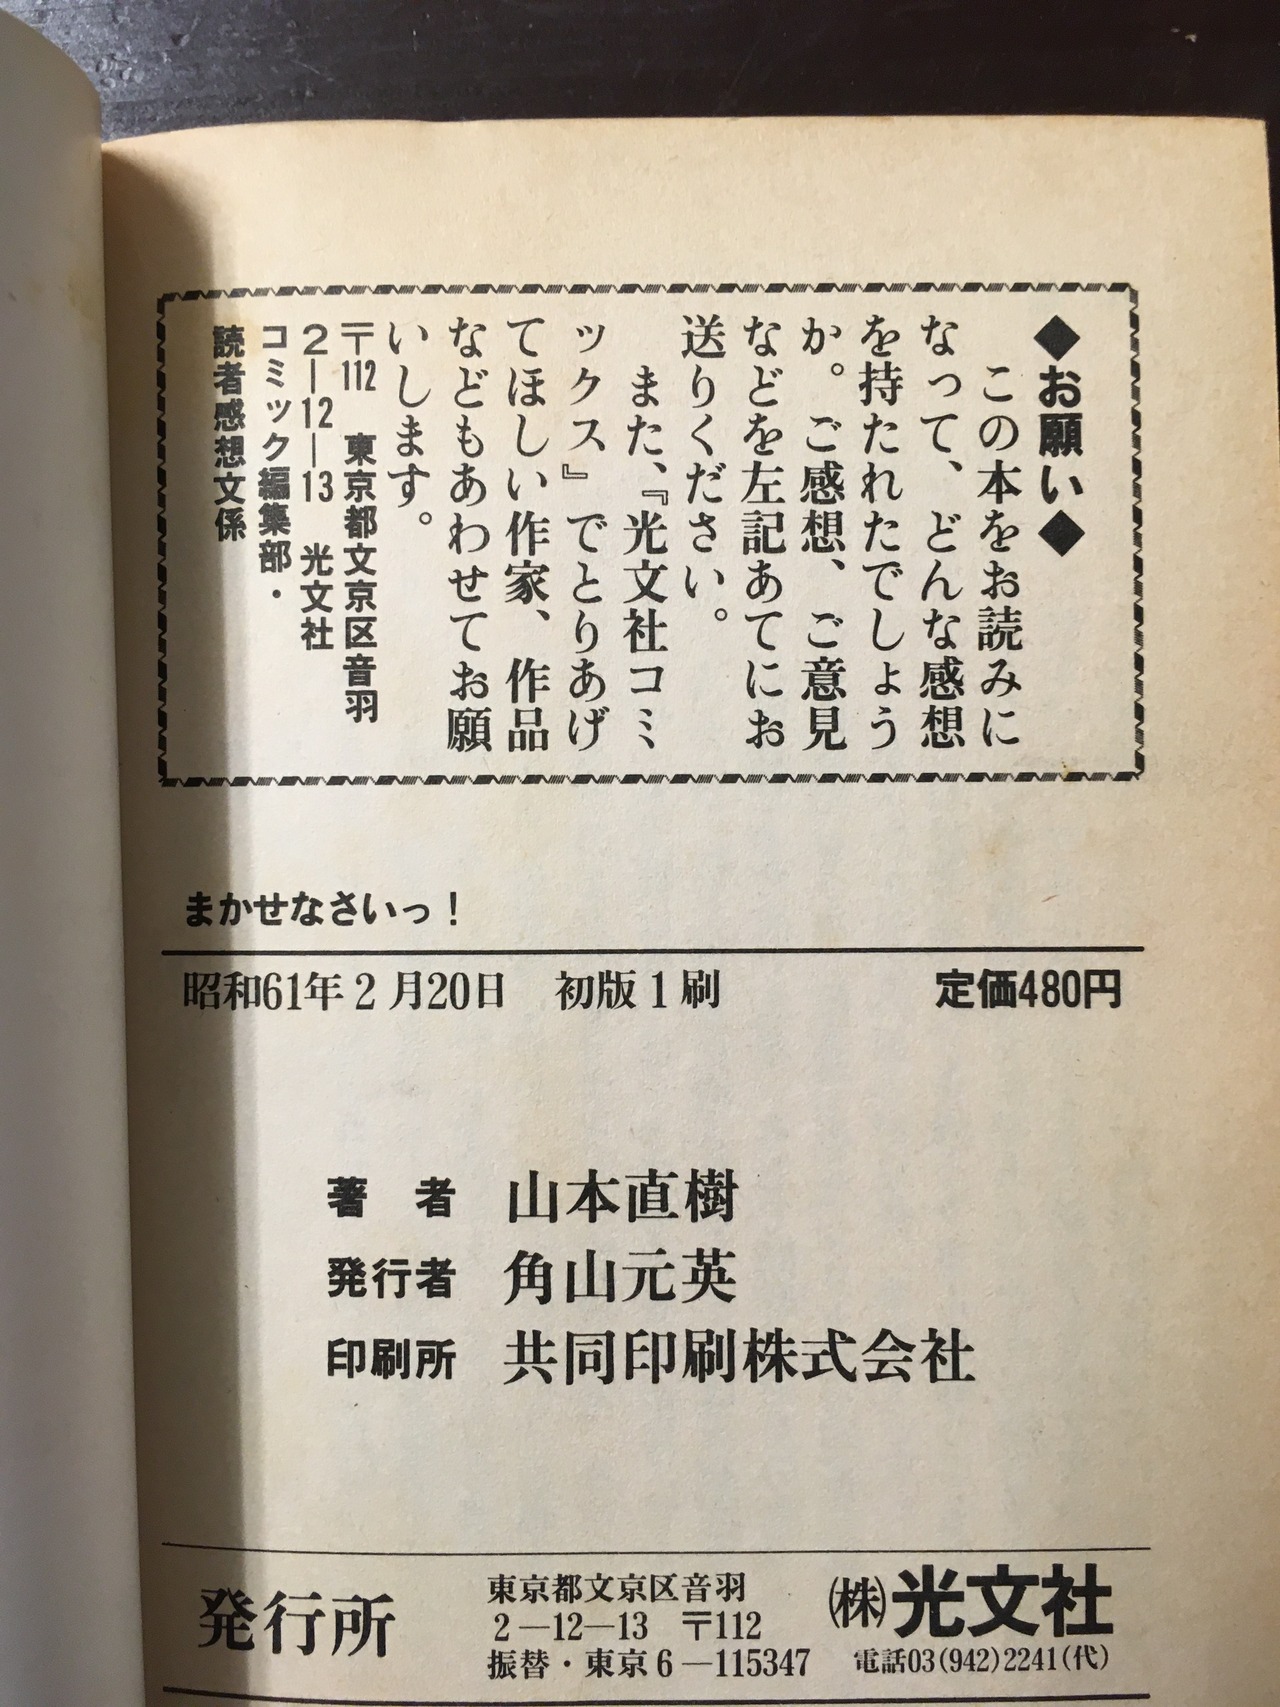 ◆お願い◆
この本をお読みに
なって、どんな感想
を持たれたでしょう
か。ご感想、ご意見
などを左記あてにお
送りください。
また、『光文社コミ
ックス』でとりあげ
てほしい作家、作品
などもあわせてお願
いします。
〒112 東京都文京区音羽
2―12―13 光文社
コミック編集部・
読者感想文係
まかせなさいっ!
昭和61年2月20日 初版1刷 定価480円
著者 山本直樹
発行者 角山元英
印刷所 共同印刷株式会社
発行所
東京都文京区音羽
2―12―13 〒112
振替・東京6―115347
㈱光文社
電話03(942)2241(代)